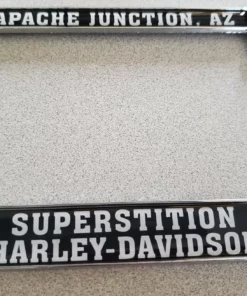 APACHE JUNCTION, AZ
SUPERSTITION
HARLEY-DAVIDSON